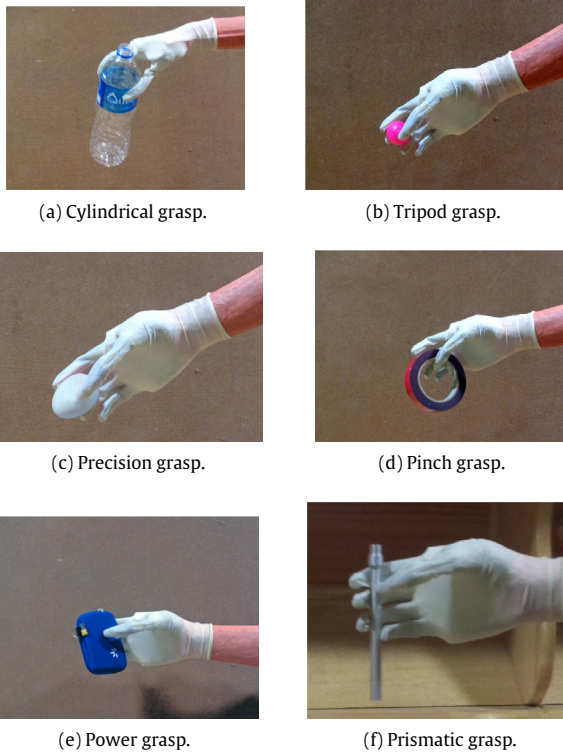 (a) Cylindrical grasp.
(b) Tripod grasp.
(c) Precision grasp.
(d) Pinch grasp.
(e) Power grasp.
(f) Prismatic grasp.